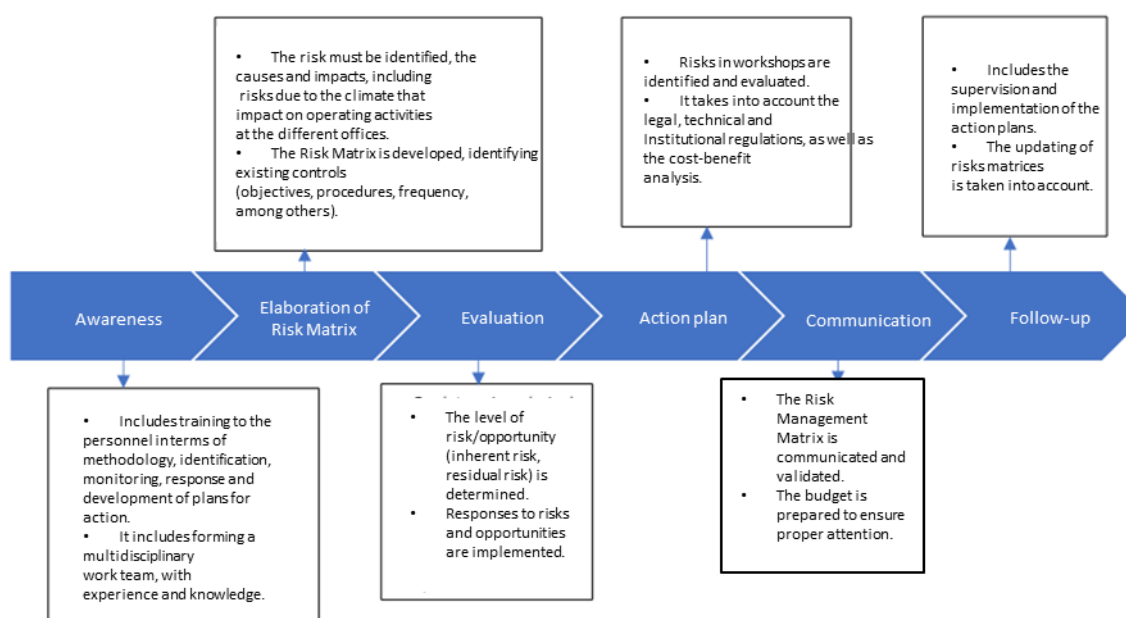 • The risk must be identified, the
causes and impacts, including
risks due to the climate that
impact on operating activities
at the different offices.
• The Risk Matrix is developed, identifying
existing controls
(objectives, procedures, frequency,
among others).
• Risks in workshops are
identified and evaluated.
• It takes into account the
legal, technical and
Institutional regulations, as well as
the cost-benefit
analysis.
• Includes the
supervision and
implementation of the
action plans.
• The updating of
risks matrices
is taken into account.
Awareness
Elaboration of
Risk Matrix
Evaluation
Action plan
Communication
Follow-up
• Includes training to the
personnel in terms of
methodology, identification,
monitoring, response and
development of plans for
action.
• It includes forming a
multidisciplinary
work team, with
experience and knowledge.
• The level of
risk/opportunity
(inherent risk,
residual risk) is
determined.
• Responses to risks
and opportunities
are implemented.
• The Risk
Management
Matrix is
communicated and
validated.
• The budget is
prepared to ensure
proper attention.